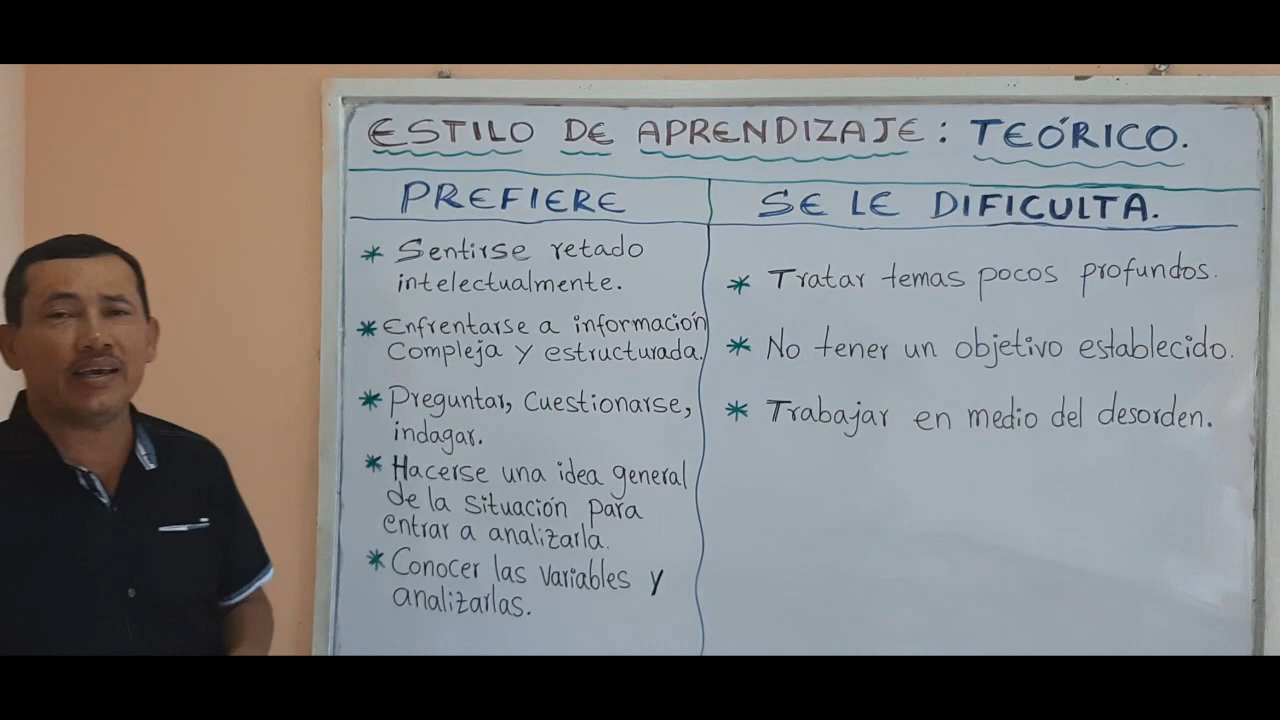 ESTILO DE APRENDIZAJE: TEÓRICO.
PREFIERE
* Sentirse retado
intelectualmente.
* Enfrentarse a información
Compleja y estructurada.
* Preguntar, Cuestionarse,
indagar.
* Hacerse una idea general
de la situación para
entrar a analizarla.
* Conocer las variables y
analizarlas.
SE LE DIFICULTA.
* Tratar temas pocos profundos.
* No tener un objetivo establecido.
* Trabajar en medio del desorden.